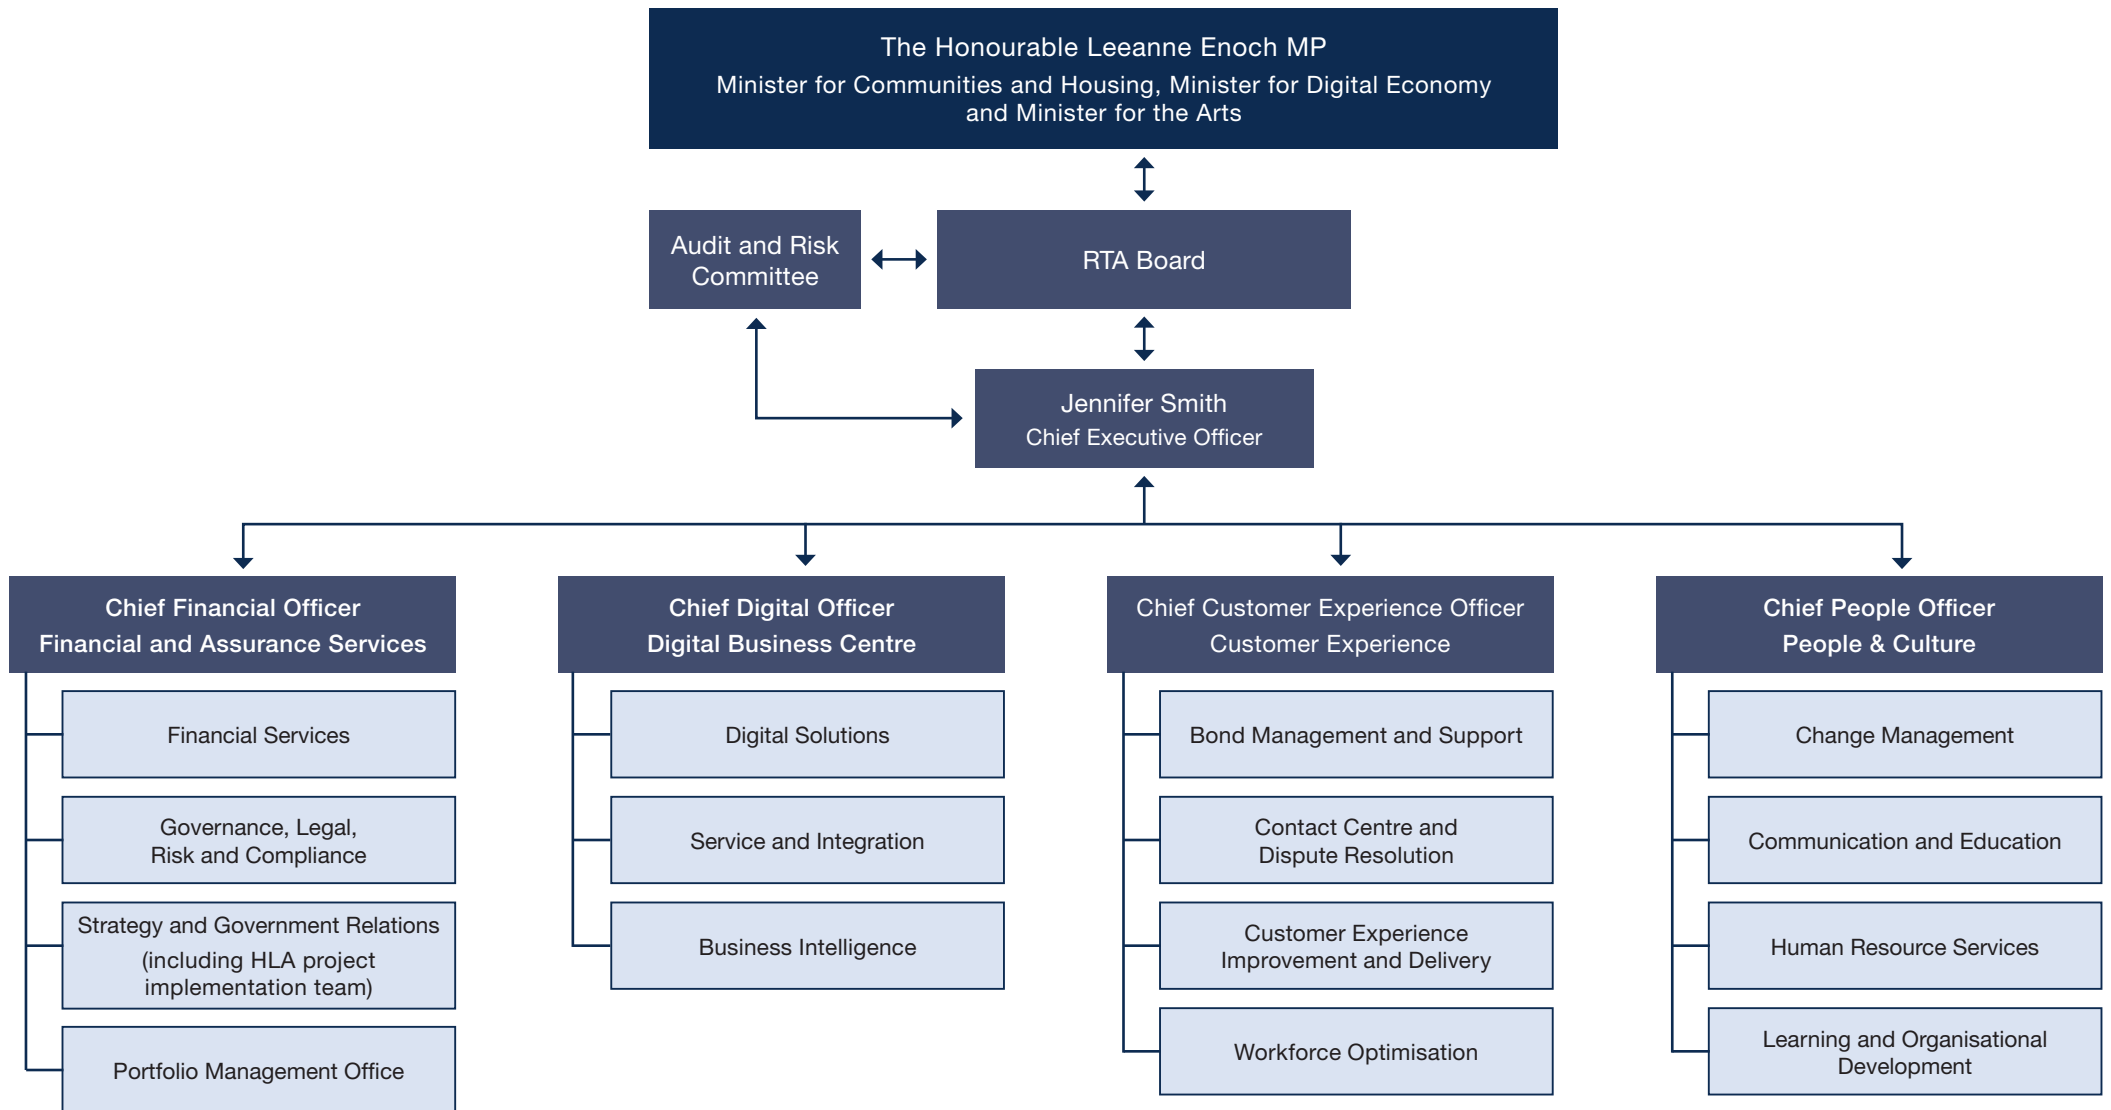 The Honourable Leeanne Enoch MP
Minister for Communities and Housing, Minister for Digital Economy
and Minister for the Arts
Audit and Risk
Committee
RTA Board
Jennifer Smith
Chief Executive Officer
Chief Financial Officer
Financial and Assurance Services
Financial Services
Governance, Legal,
Risk and Compliance
Strategy and Government Relations
(including HLA project
implementation team)
Portfolio Management Office
Chief Digital Officer
Digital Business Centre
Digital Solutions
Service and Integration
Business Intelligence
Chief Customer Experience Officer
Customer Experience
Bond Management and Support
Contact Centre and
Dispute Resolution
Customer Experience
Improvement and Delivery
Workforce Optimisation
Chief People Officer
People & Culture
Change Management
Communication and Education
Human Resource Services
Learning and Organisational
Development